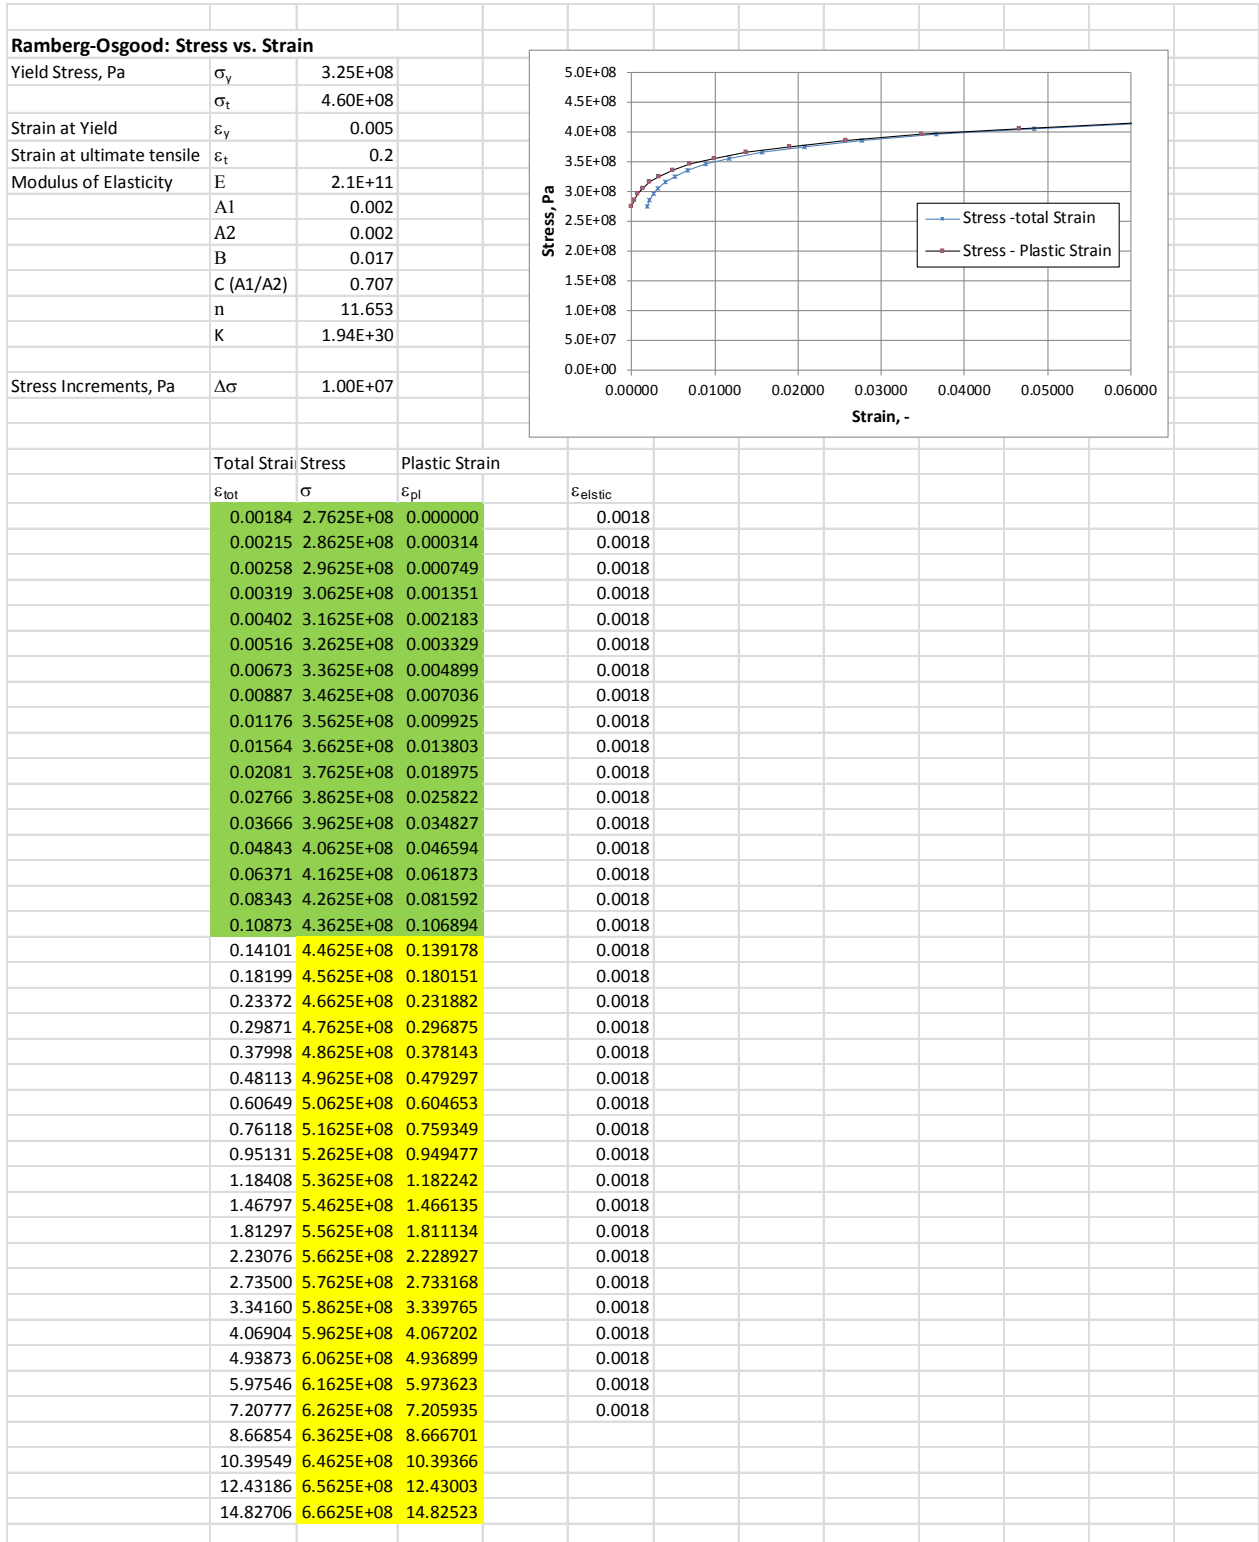 Ramberg-Osgood: Stress vs. Strain
Yield Stress, Pa σy 3.25E+08
σt 4.60E+08
Strain at Yield εy 0.005
Strain at ultimate tensile εt 0.2
Modulus of Elasticity E 2.1E+11
A1 0.002
A2 0.002
B 0.017
C (A1/A2) 0.707
n 11.653
K 1.94E+30
Stress Increments, Pa Δσ 1.00E+07
5.0E+08
4.5E+08
4.0E+08
3.5E+08
3.0E+08
2.5E+08
2.0E+08
1.5E+08
1.0E+08
5.0E+07
0.0E+00
Stress, Pa
Stress -total Strain
Stress - Plastic Strain
0.00000 0.01000 0.02000 0.03000 0.04000 0.05000 0.06000
Strain, -
Total Strai Stress Plastic Strain
εtot σ εpl εelstic
0.00184 2.7625E+08 0.000000 0.0018
0.00215 2.8625E+08 0.000314 0.0018
0.00258 2.9625E+08 0.000749 0.0018
0.00319 3.0625E+08 0.001351 0.0018
0.00402 3.1625E+08 0.002183 0.0018
0.00516 3.2625E+08 0.003329 0.0018
0.00673 3.3625E+08 0.004899 0.0018
0.00887 3.4625E+08 0.007036 0.0018
0.01176 3.5625E+08 0.009925 0.0018
0.01564 3.6625E+08 0.013803 0.0018
0.02081 3.7625E+08 0.018975 0.0018
0.02766 3.8625E+08 0.025822 0.0018
0.03666 3.9625E+08 0.034827 0.0018
0.04843 4.0625E+08 0.046594 0.0018
0.06371 4.1625E+08 0.061873 0.0018
0.08343 4.2625E+08 0.081592 0.0018
0.10873 4.3625E+08 0.106894 0.0018
0.14101 4.4625E+08 0.139178 0.0018
0.18199 4.5625E+08 0.180151 0.0018
0.23372 4.6625E+08 0.231882 0.0018
0.29871 4.7625E+08 0.296875 0.0018
0.37998 4.8625E+08 0.378143 0.0018
0.48113 4.9625E+08 0.479297 0.0018
0.60649 5.0625E+08 0.604653 0.0018
0.76118 5.1625E+08 0.759349 0.0018
0.95131 5.2625E+08 0.949477 0.0018
1.18408 5.3625E+08 1.182242 0.0018
1.46797 5.4625E+08 1.466135 0.0018
1.81297 5.5625E+08 1.811134 0.0018
2.23076 5.6625E+08 2.228927 0.0018
2.73500 5.7625E+08 2.733168 0.0018
3.34160 5.8625E+08 3.339765 0.0018
4.06904 5.9625E+08 4.067202 0.0018
4.93873 6.0625E+08 4.936899 0.0018
5.97546 6.1625E+08 5.973623 0.0018
7.20777 6.2625E+08 7.205935 0.0018
8.66854 6.3625E+08 8.666701
10.39549 6.4625E+08 10.39366
12.43186 6.5625E+08 12.43003
14.82706 6.6625E+08 14.82523